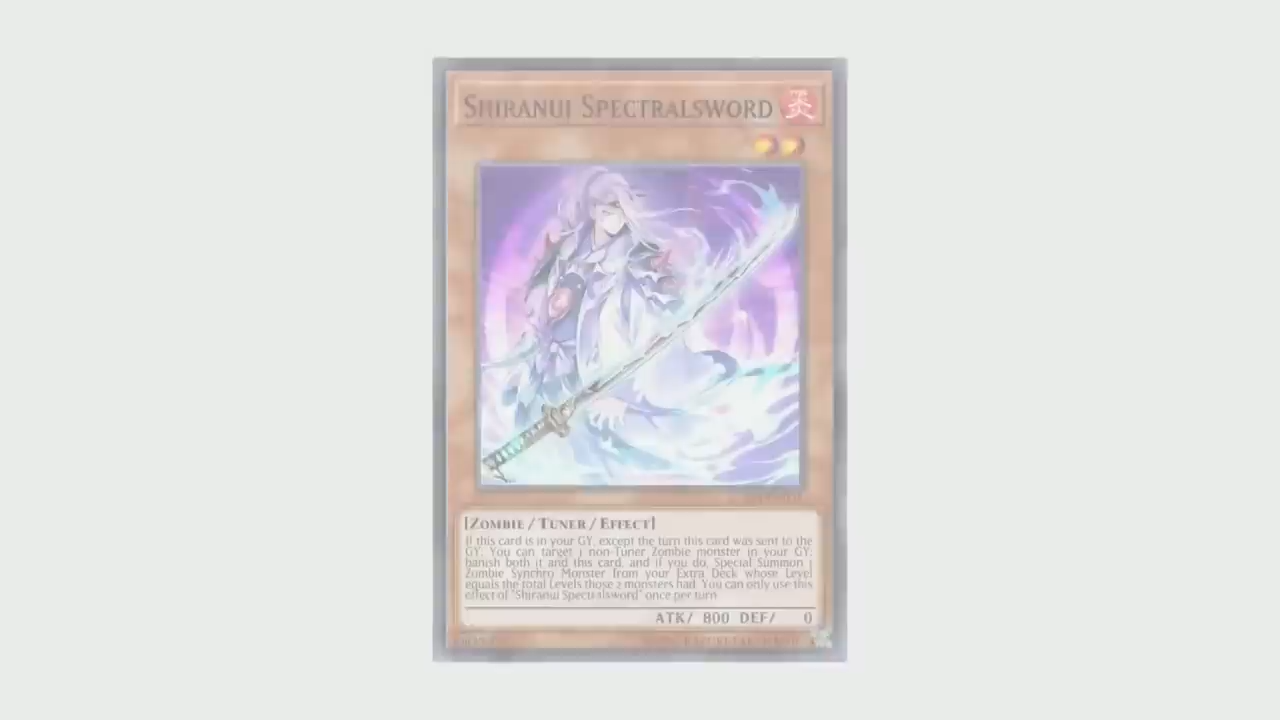 SHIRANUI SPECTRALSWORD
炎
[ZOMBIE/TUNER/EFFECT]
If this card is in your GY, except the turn this card was sent to the
GY: You can target 1 non-Tuner Zombie monster in your GY;
banish both it and this card, and if you do, Special Summon 1
Zombie Synchro Monster from your Extra Deck whose Level
equals the total Levels those 2 monsters had. You can only use this
effect of "Shiranui Spectralsword" once per turn.
ATK/ 800 DEF/ 0